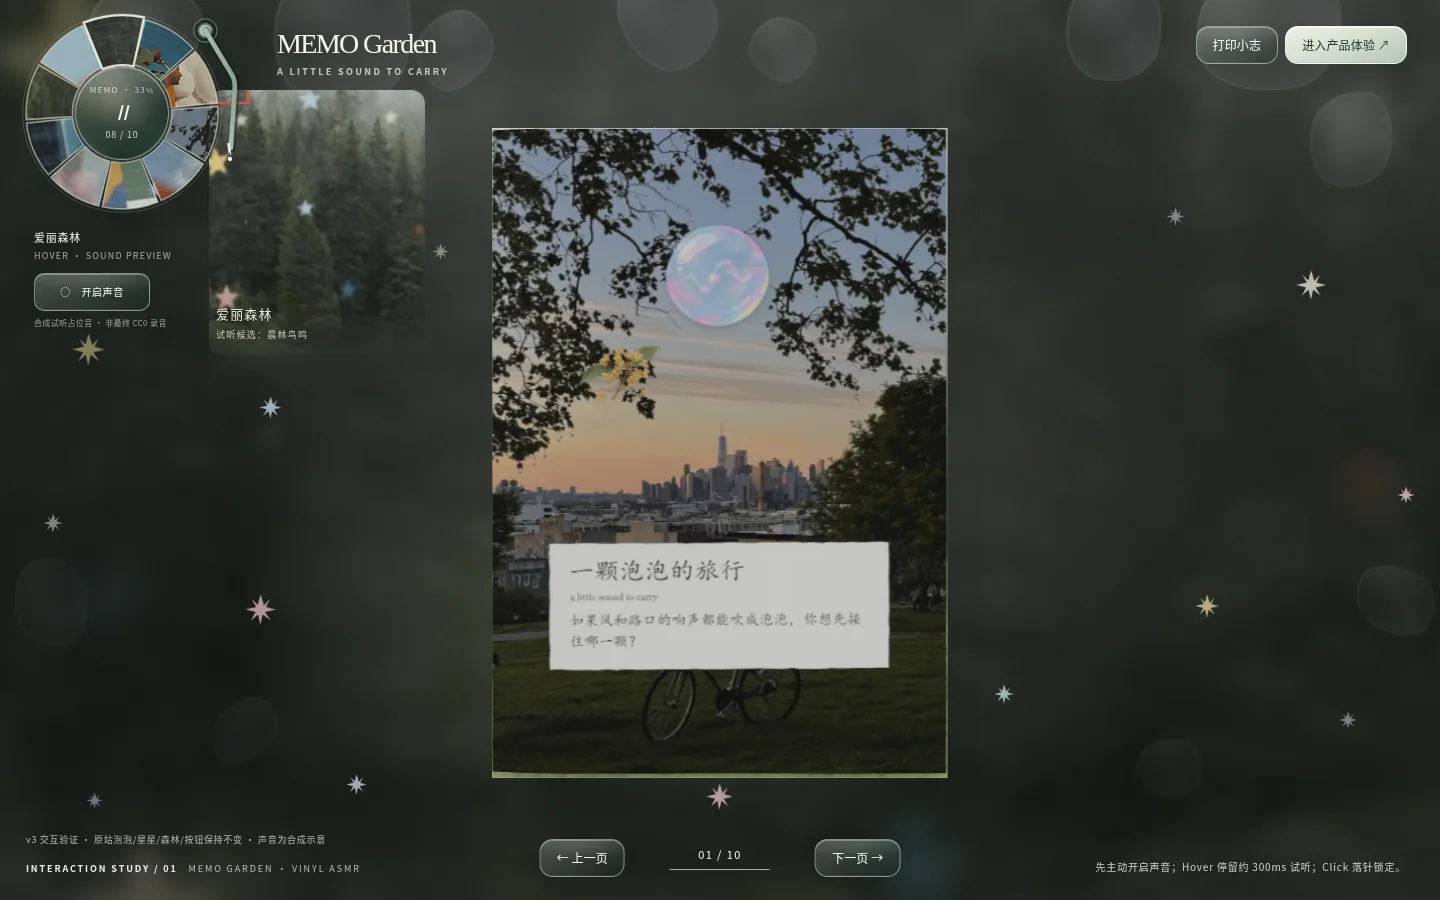 MEMO Garden
A LITTLE SOUND TO CARRY
打印小志
进入产品体验 ↗
MEMO · 33⅓
//
08 / 10
爱丽森林
HOVER · SOUND PREVIEW
开启声音
合成试听占位音 · 非最终 CC0 录音
爱丽森林
试听候选：晨林鸟鸣
一颗泡泡的旅行
a little sound to carry
如果风和路口的响声都能吹成泡泡，你想先接
住哪一颗？
v3 交互验证 · 原站泡泡/星星/森林/按钮保持不变 · 声音为合成示意
INTERACTION STUDY / 01 MEMO GARDEN · VINYL ASMR
← 上一页
01 / 10
下一页 →
先主动开启声音；Hover 停留约 300ms 试听；Click 落针锁定。